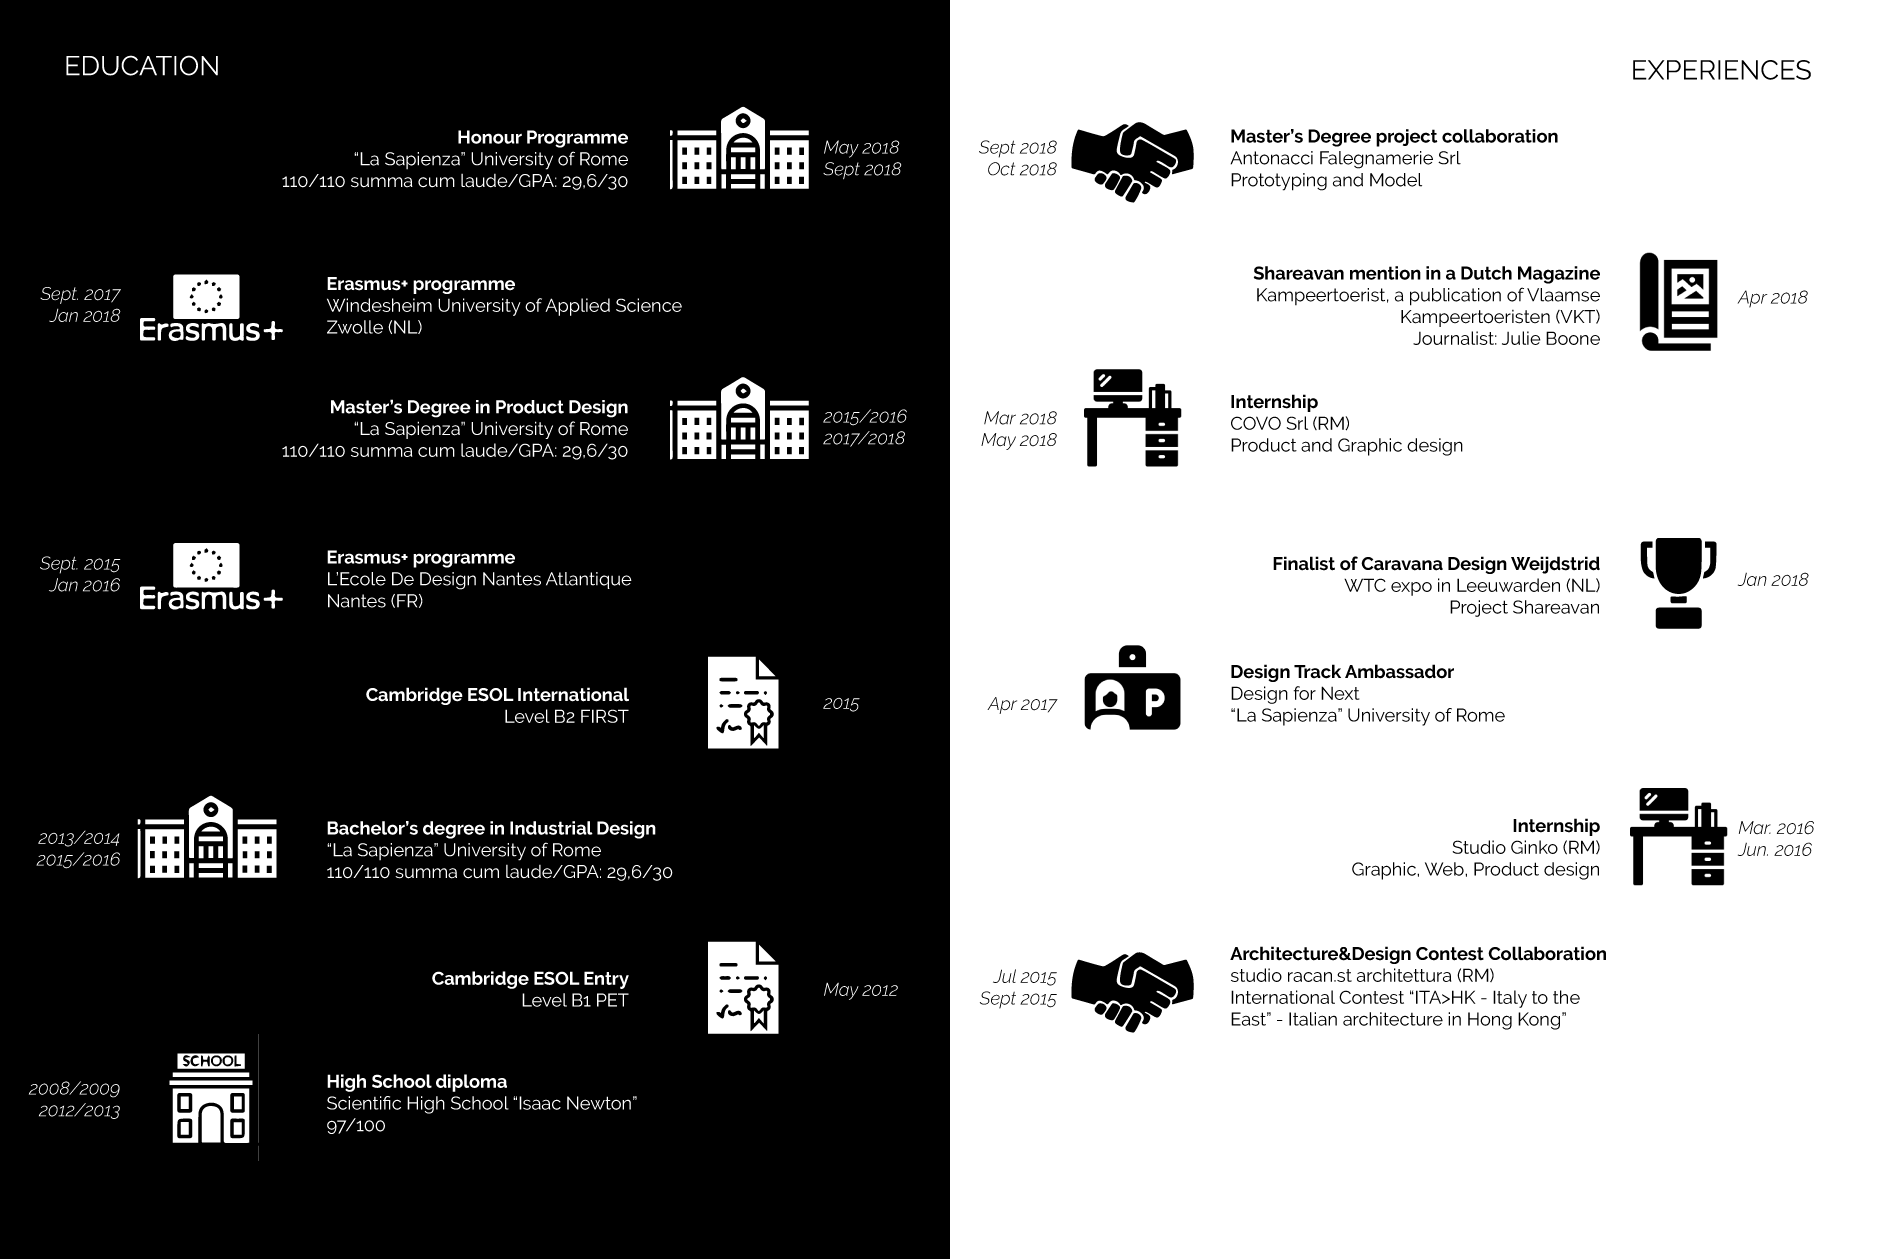 EDUCATION
Honour Programme
“La Sapienza” University of Rome
110/110 summa cum laude/GPA: 29,6/30
May 2018
Sept 2018
Sept. 2017
Jan 2018
Erasmus+
Erasmus+ programme
Windesheim University of Applied Science
Zwolle (NL)
Master’s Degree in Product Design
“La Sapienza” University of Rome
110/110 summa cum laude/GPA: 29,6/30
2015/2016
2017/2018
Sept. 2015
Jan 2016
Erasmus+
Erasmus+ programme
L’Ecole De Design Nantes Atlantique
Nantes (FR)
Cambridge ESOL International
Level B2 FIRST
2015
2013/2014
2015/2016
Bachelor’s degree in Industrial Design
“La Sapienza” University of Rome
110/110 summa cum laude/GPA: 29,6/30
Cambridge ESOL Entry
Level B1 PET
May 2012
2008/2009
2012/2013
SCHOOL
High School diploma
Scientific High School “Isaac Newton”
97/100
EXPERIENCES
Sept 2018
Oct 2018
Master’s Degree project collaboration
Antonacci Falegnamerie Srl
Prototyping and Model
Shareavan mention in a Dutch Magazine
Kampeertoerist, a publication of Vlaamse
Kampeertoeristen (VKT)
Journalist: Julie Boone
Apr 2018
Mar 2018
May 2018
Internship
COVO Srl (RM)
Product and Graphic design
Finalist of Caravana Design Weijdstrid
WTC expo in Leeuwarden (NL)
Project Shareavan
Jan 2018
Apr 2017
P
Design Track Ambassador
Design for Next
“La Sapienza” University of Rome
Internship
Studio Ginko (RM)
Graphic, Web, Product design
Mar. 2016
Jun. 2016
Jul 2015
Sept 2015
Architecture&Design Contest Collaboration
studio racan.st architettura (RM)
International Contest “ITA>HK - Italy to the
East” - Italian architecture in Hong Kong”